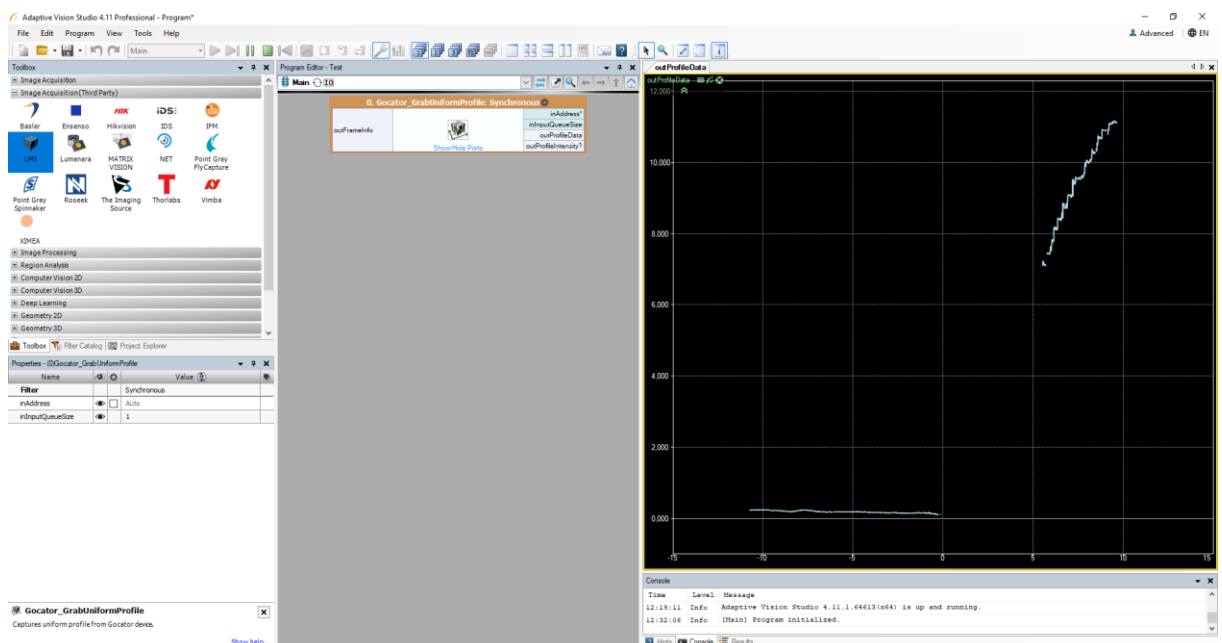 Adaptive Vision Studio 4.11 Professional - Program*
File Edit Program View Tools Help
Advanced EN
Main
Toolbox
Image Acquisition
Image Acquisition (Third Party)
HIK iDS:
Basler Ensenso Hikvision IDS IFM
LMI Lumenera MATRIX VISION NET Point Grey FlyCapture
Point Grey Spinnaker Roseek The Imaging Source Thorlabs Vimba
XIMEA
Image Processing
Region Analysis
Computer Vision 2D
Computer Vision 3D
Deep Learning
Geometry 2D
Geometry 3D
Toolbox Filter Catalog Project Explorer
Properties - (0)Gocator_GrabUniformProfile
Name Value
Filter Synchronous
inAddress Auto
inInputQueueSize 1
Gocator_GrabUniformProfile
Captures uniform profile from Gocator device.
Show help...
Program Editor - Test
Main
0. Gocator_GrabUniformProfile: Synchronous
outFrameInfo
inAddress*
inInputQueueSize
outProfileData
outProfileIntensity?
Show/Hide Ports
outProfileData
outProfileData
12,000
10,000
8,000
6,000
4,000
2,000
0,000
-15 -10 -5 0 5 10 15
Console
Time Level Message
12:19:11 Info Adaptive Vision Studio 4.11.1.64613(x64) is up and running.
12:32:06 Info [Main] Program initialized.
Console Results